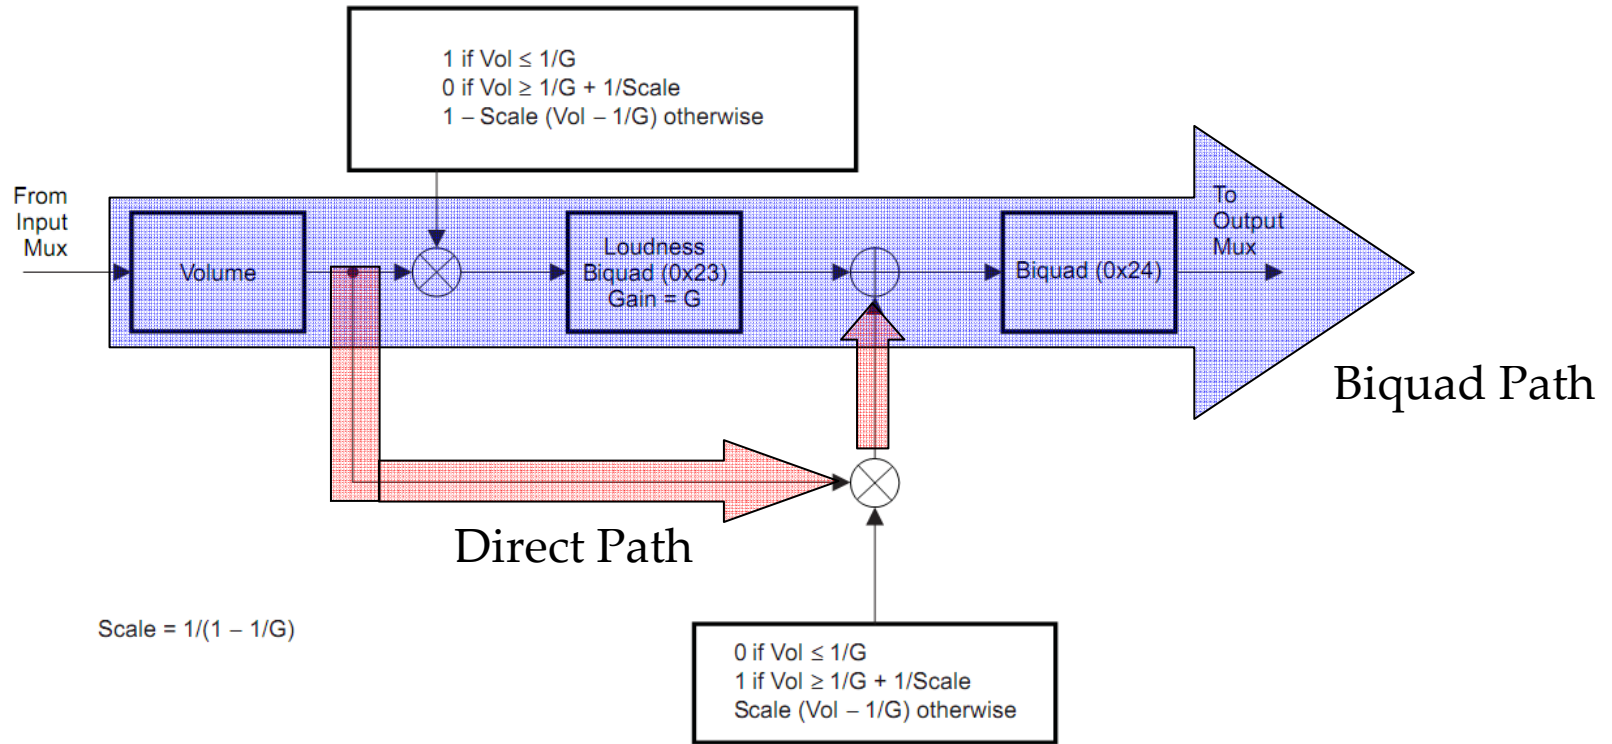 1 if Vol ≤ 1/G
0 if Vol ≥ 1/G + 1/Scale
1 – Scale (Vol – 1/G) otherwise
From
Input
Mux
Volume
Loudness
Biquad (0x23)
Gain = G
Biquad (0x24)
To
Output
Mux
Biquad Path
Direct Path
Scale = 1/(1 – 1/G)
0 if Vol ≤ 1/G
1 if Vol ≥ 1/G + 1/Scale
Scale (Vol – 1/G) otherwise